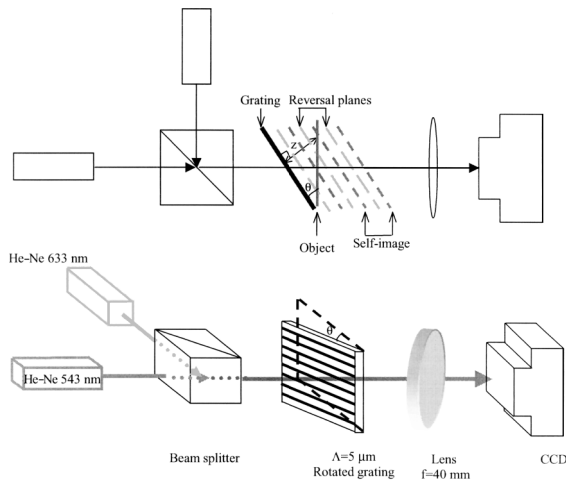 Grating
Reversal planes
z
θ
Object
Self-image
He-Ne 633 nm
θ
He-Ne 543 nm
Beam splitter
Λ=5 μm
Rotated grating
Lens
f=40 mm
CCD